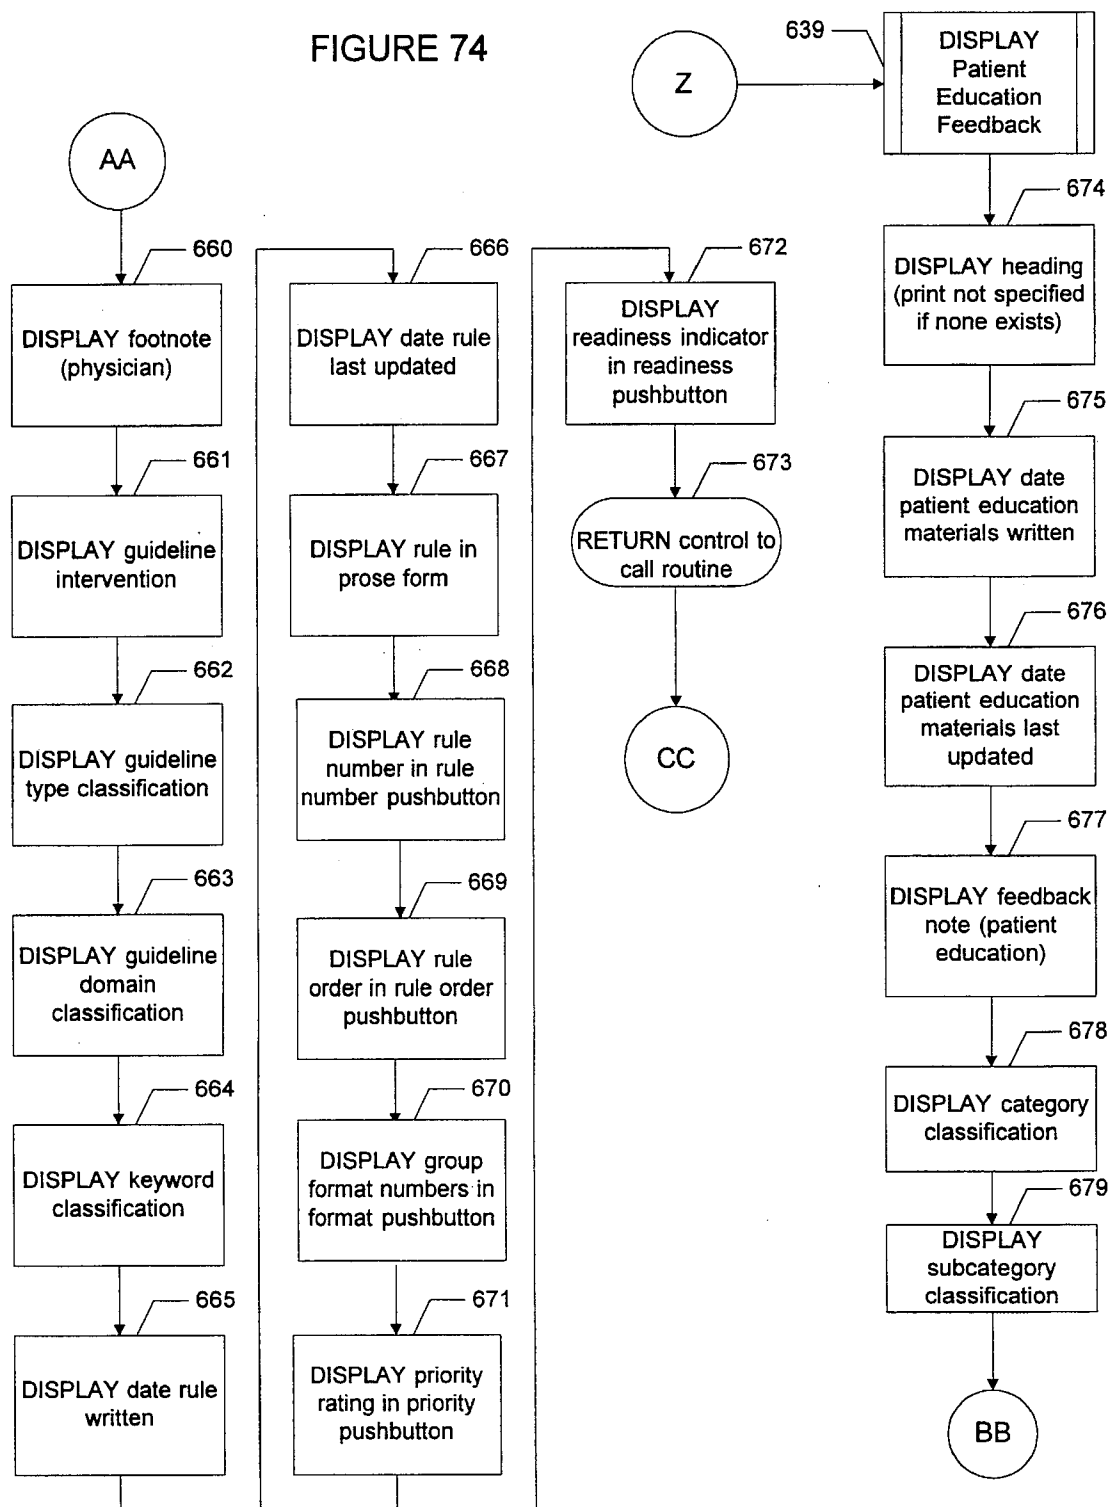 FIGURE 74
AA
660
DISPLAY footnote
(physician)
661
DISPLAY guideline
intervention
662
DISPLAY guideline
type classification
663
DISPLAY guideline
domain
classification
664
DISPLAY keyword
classification
665
DISPLAY date rule
written
666
DISPLAY date rule
last updated
667
DISPLAY rule in
prose form
668
DISPLAY rule
number in rule
number pushbutton
669
DISPLAY rule
order in rule order
pushbutton
670
DISPLAY group
format numbers in
format pushbutton
671
DISPLAY priority
rating in priority
pushbutton
672
DISPLAY
readiness indicator
in readiness
pushbutton
673
RETURN control to
call routine
CC
Z
639
DISPLAY
Patient
Education
Feedback
674
DISPLAY heading
(print not specified
if none exists)
675
DISPLAY date
patient education
materials written
676
DISPLAY date
patient education
materials last
updated
677
DISPLAY feedback
note (patient
education)
678
DISPLAY category
classification
679
DISPLAY
subcategory
classification
BB